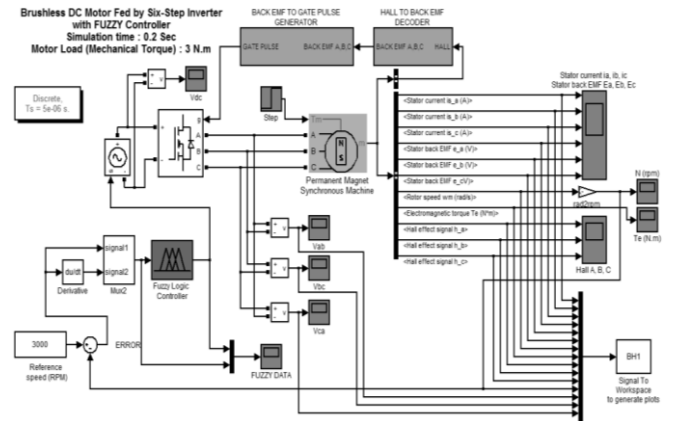 Brushless DC Motor Fed by Six-Step Inverter
with FUZZY Controller
Simulation time : 0.2 Sec
Motor Load (Mechanical Torque) : 3 N.m
BACK EMF TO GATE PULSE
GENERATOR
HALL TO BACK EMF
DECODER
GATE PULSE
BACK EMF A,B,C
BACK EMF A,B,C
HALL
Discrete,
Ts = 5e-06 s.
+
-
v
Vdc
g
+
-
A
B
C
Step
Tm
A
B
C
m
N
S
Permanent Magnet
Synchronous Machine
Stator current ia, ib, ic
Stator back EMF Ea, Eb, Ec
<Stator current is_a (A)>
<Stator current is_b (A)>
<Stator current is_c (A)>
<Stator back EMF e_a (V)>
<Stator back EMF e_b (V)>
<Stator back EMF e_cV)>
<Rotor speed wm (rad/s)>
<Electromagnetic torque Te (N*m)>
<Hall effect signal h_a>
<Hall effect signal h_b>
<Hall effect signal h_c>
rad2rpm
N (rpm)
Te (N.m)
Hall A, B, C
+
-
v
Vab
+
-
v
Vbc
+
-
v
Vca
signal1
signal2
du/dt
Derivative
Mux2
Fuzzy Logic
Controller
3000
Reference
speed (RPM)
ERROR
FUZZY DATA
BH1
Signal To
Workspace
to generate plots